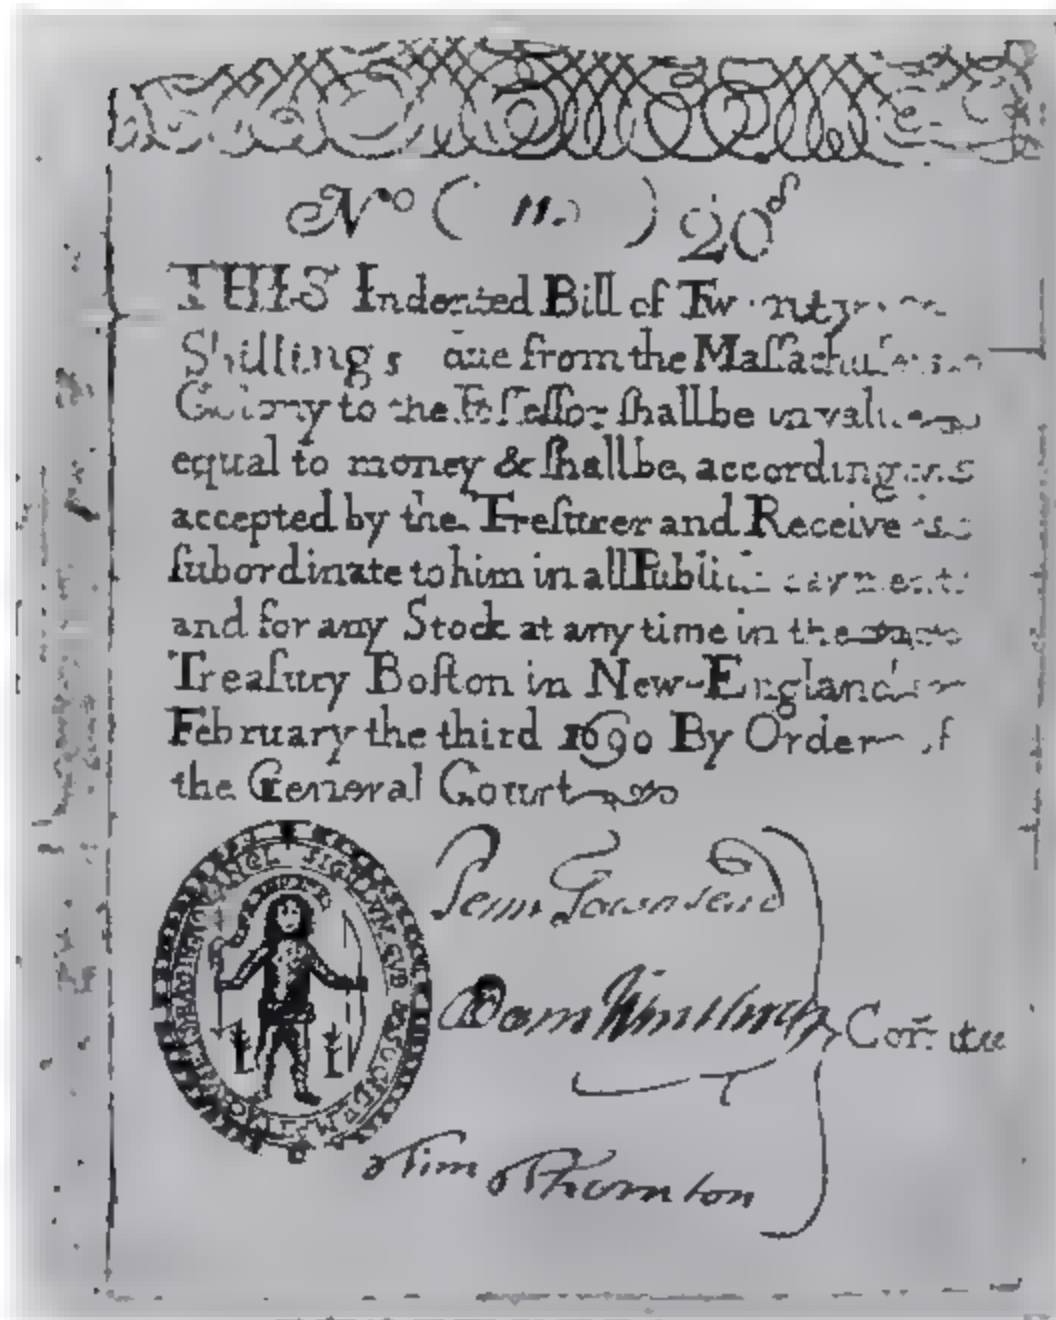 No ( 11. ) 20s
THIS Indented Bill of Twenty
Shillings due from the Maſſachuſets
Colony to the Poſſeſſor ſhall be in value
equal to money & ſhall be accordingly
accepted by the Treſurer and Receivers
ſubordinate to him in all Publick payments
and for any Stock at any time in the
Treaſury Boſton in New-England
February the third 1690 By Order of
the General Court
Penn Townsend
Adam Winthrop
Comtee
Tim Thornton